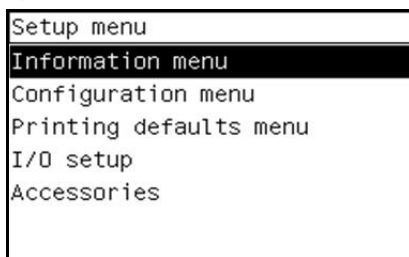 Setup menu
Information menu
Configuration menu
Printing defaults menu
I/O setup
Accessories